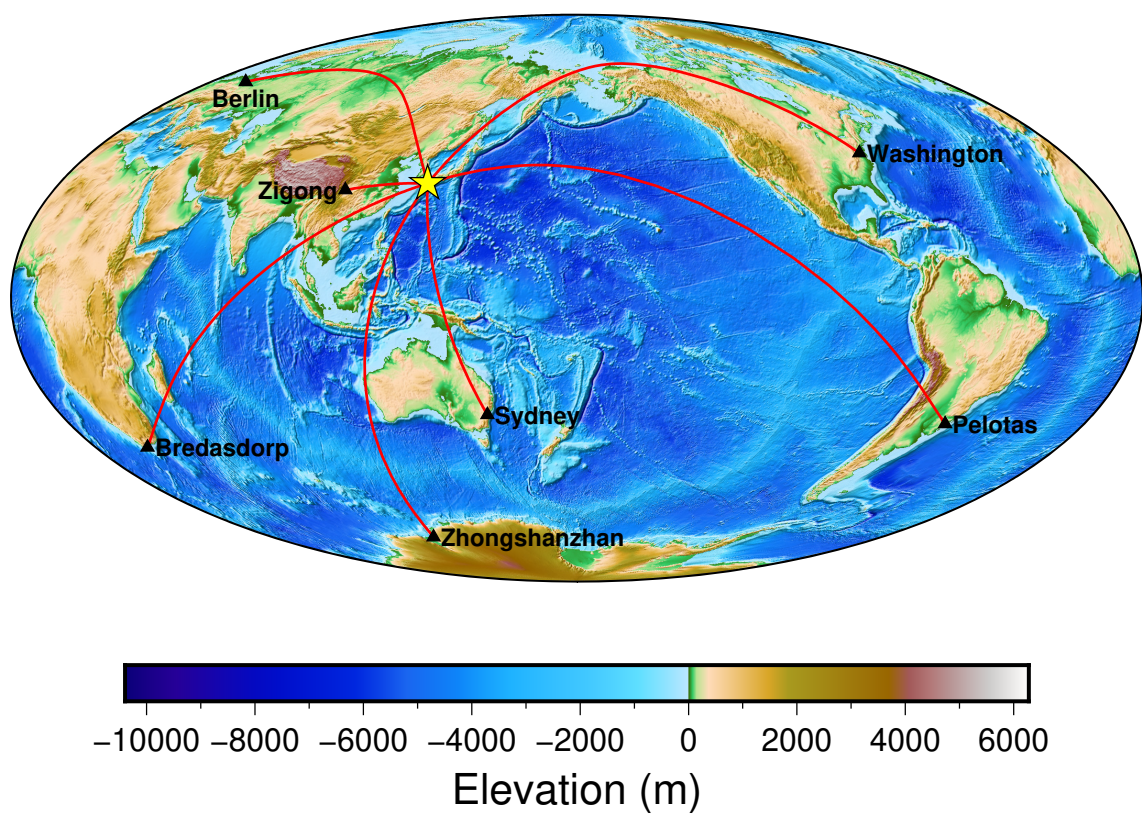 Berlin
Washington
Zigong
Sydney
Pelotas
Bredasdorp
Zhongshanzhan
−10000 −8000 −6000 −4000 −2000 0 2000 4000 6000
Elevation (m)